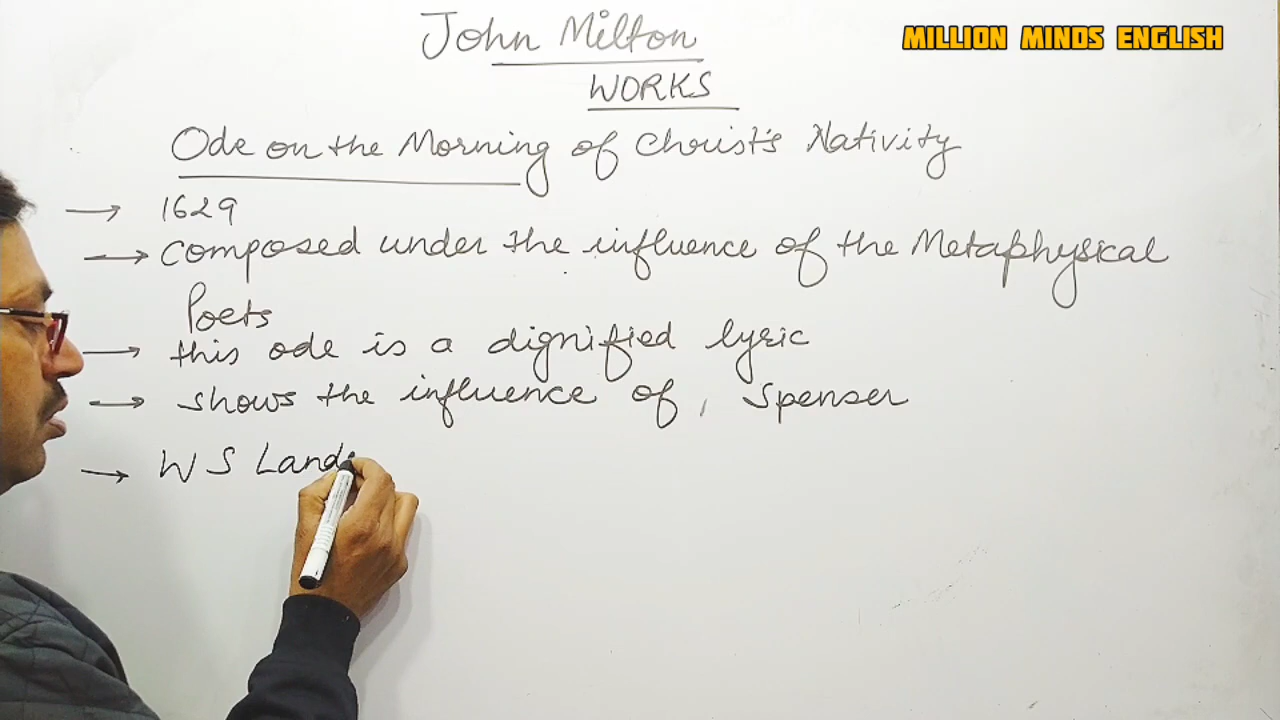 John Milton
MILLION MINDS ENGLISH
WORKS
Ode on the Morning of Christ's Nativity
→ 1629
→ composed under the influence of the Metaphysical
Poets
→ this ode is a dignified lyric
→ shows the influence of, Spenser
→ W S Land